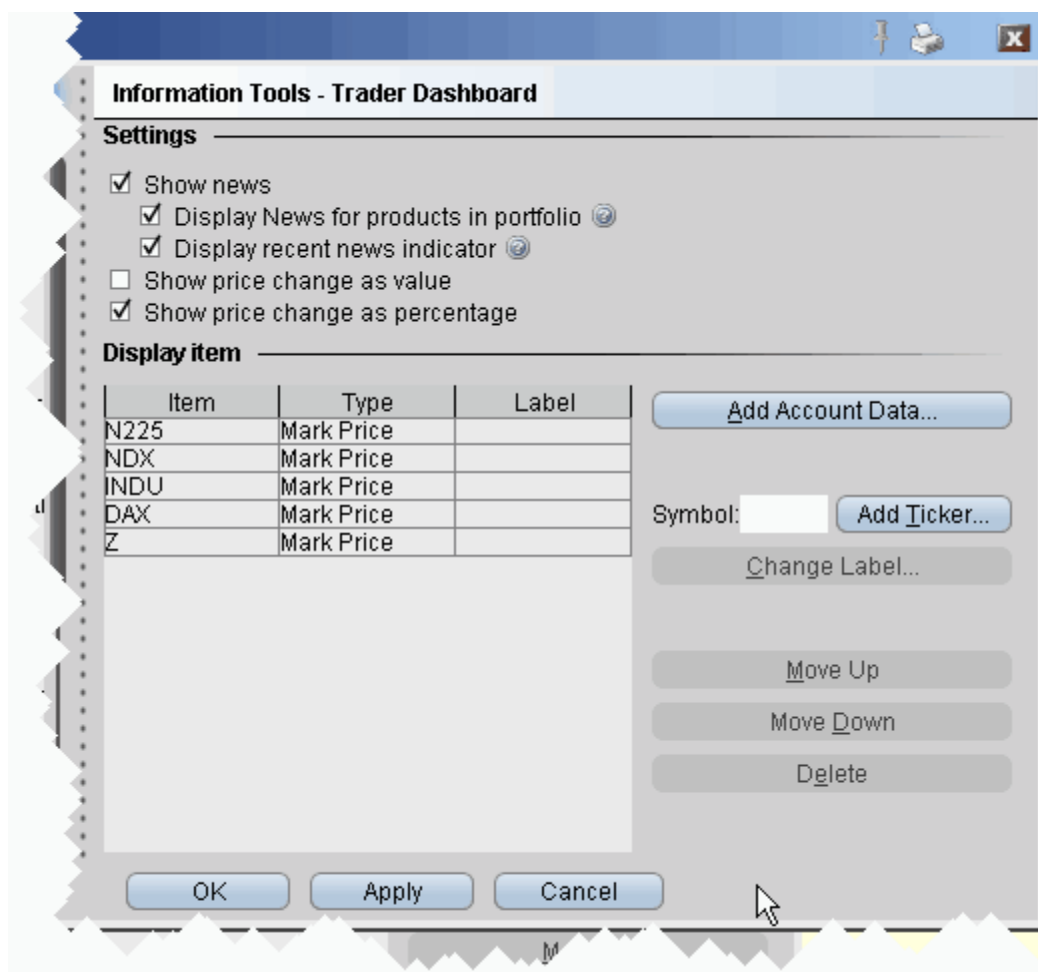 Information Tools - Trader Dashboard
Settings
Show news
Display News for products in portfolio
Display recent news indicator
Show price change as value
Show price change as percentage
Display item
Item Type Label
N225 Mark Price
NDX Mark Price
INDU Mark Price
DAX Mark Price
Z Mark Price
Add Account Data...
Symbol: Add Ticker...
Change Label...
Move Up
Move Down
Delete
OK Apply Cancel